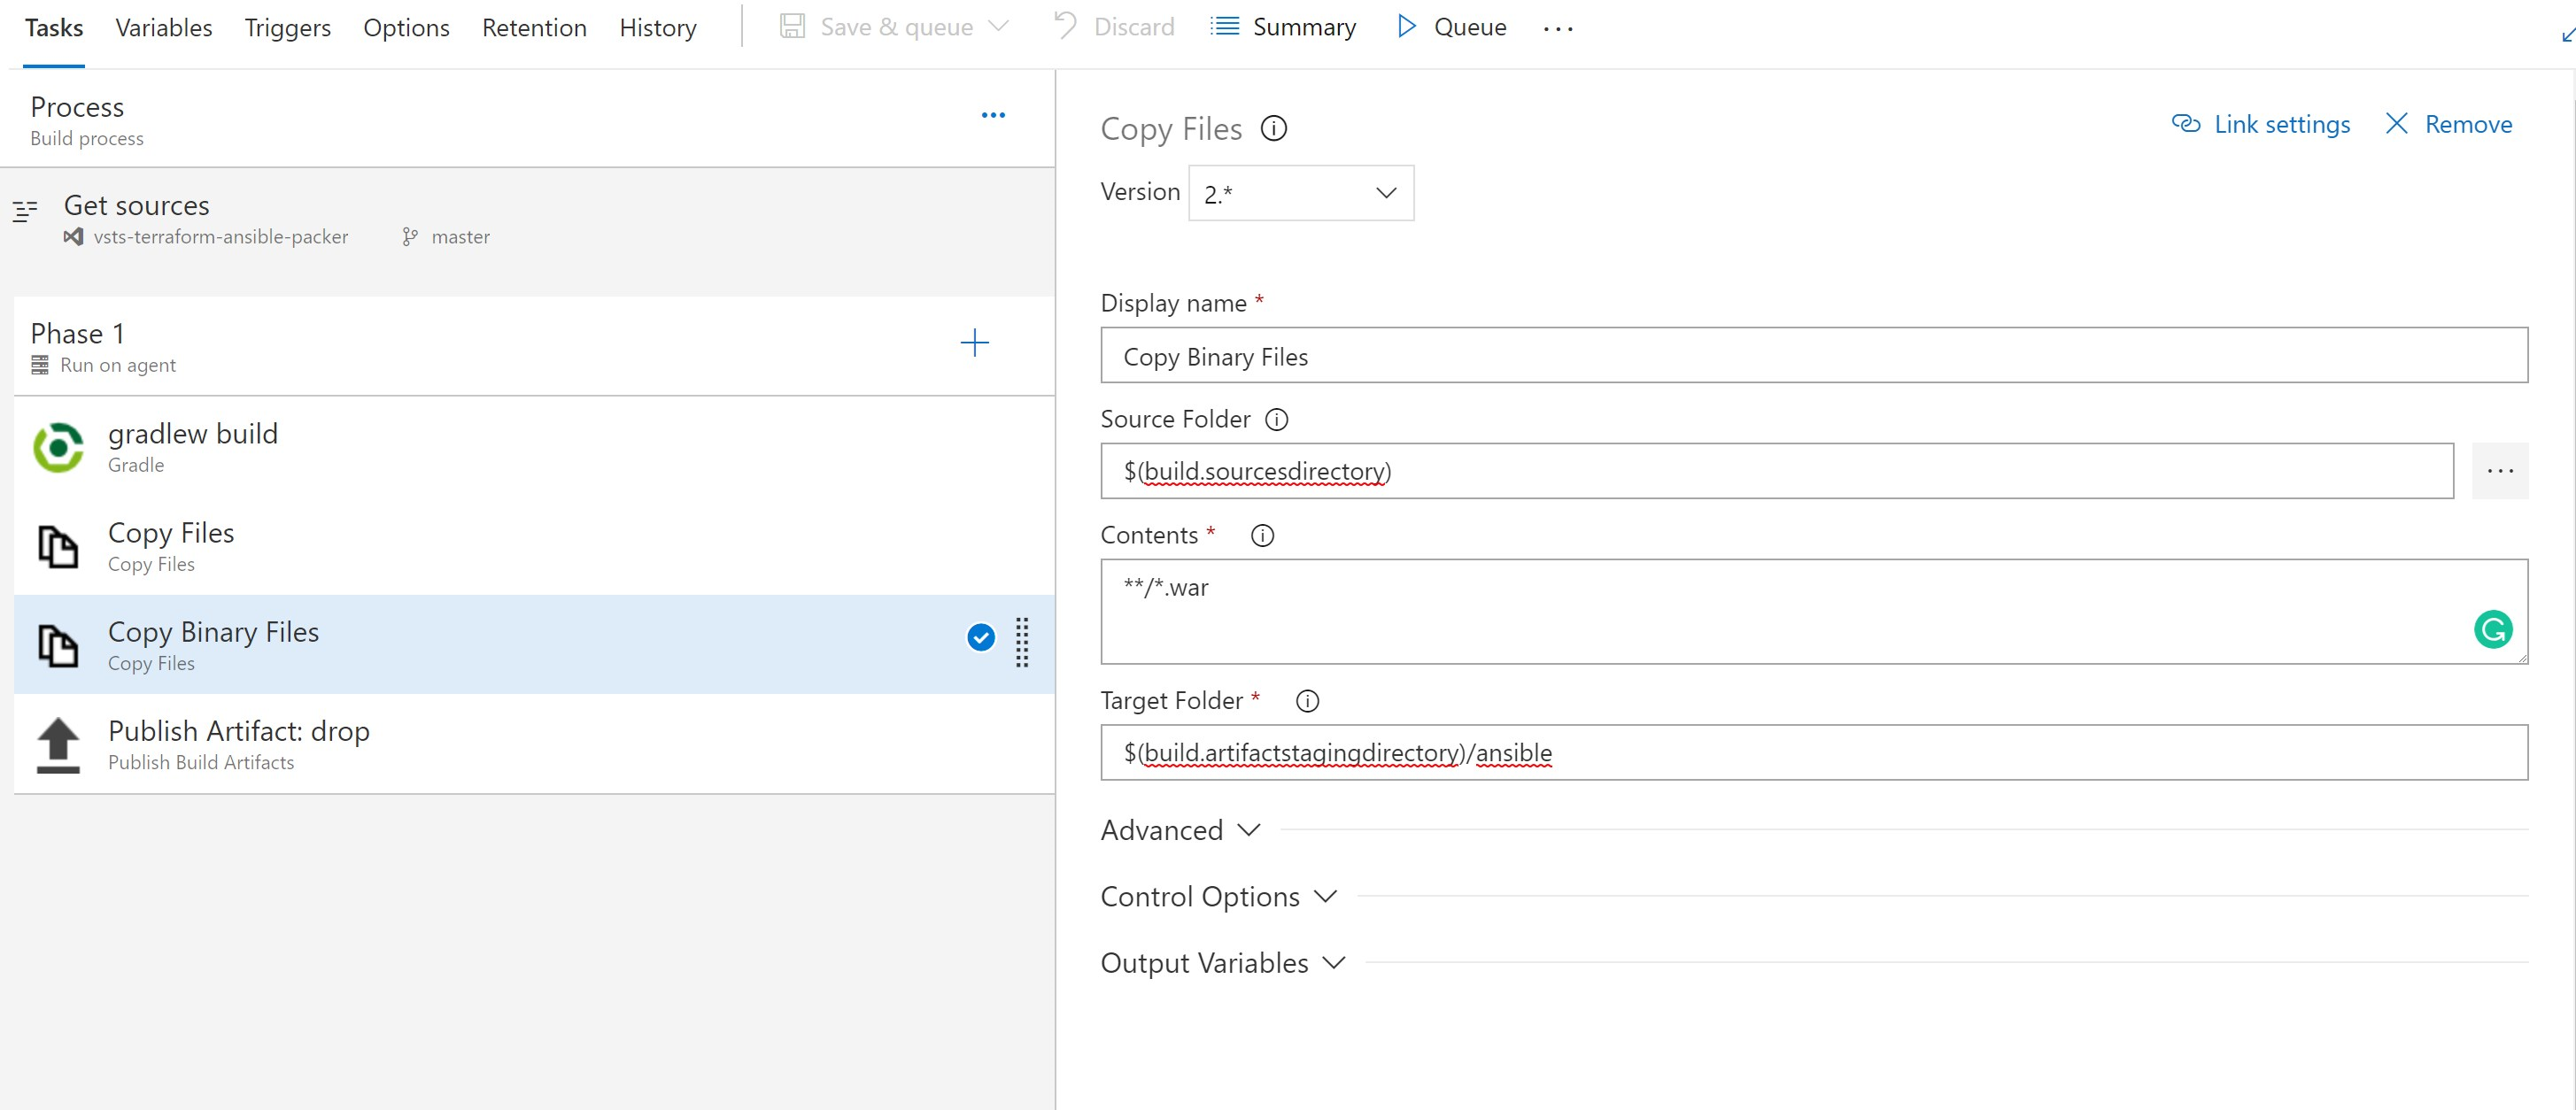 Tasks Variables Triggers Options Retention History Save & queue Discard Summary Queue ...
Process
Build process
Get sources
vsts-terraform-ansible-packer master
Phase 1
Run on agent
gradlew build
Gradle
Copy Files
Copy Files
Copy Binary Files
Copy Files
Publish Artifact: drop
Publish Build Artifacts
Copy Files
Link settings Remove
Version 2.*
Display name *
Copy Binary Files
Source Folder
$(build.sourcesdirectory)
Contents *
**/*.war
Target Folder *
$(build.artifactstagingdirectory)/ansible
Advanced
Control Options
Output Variables